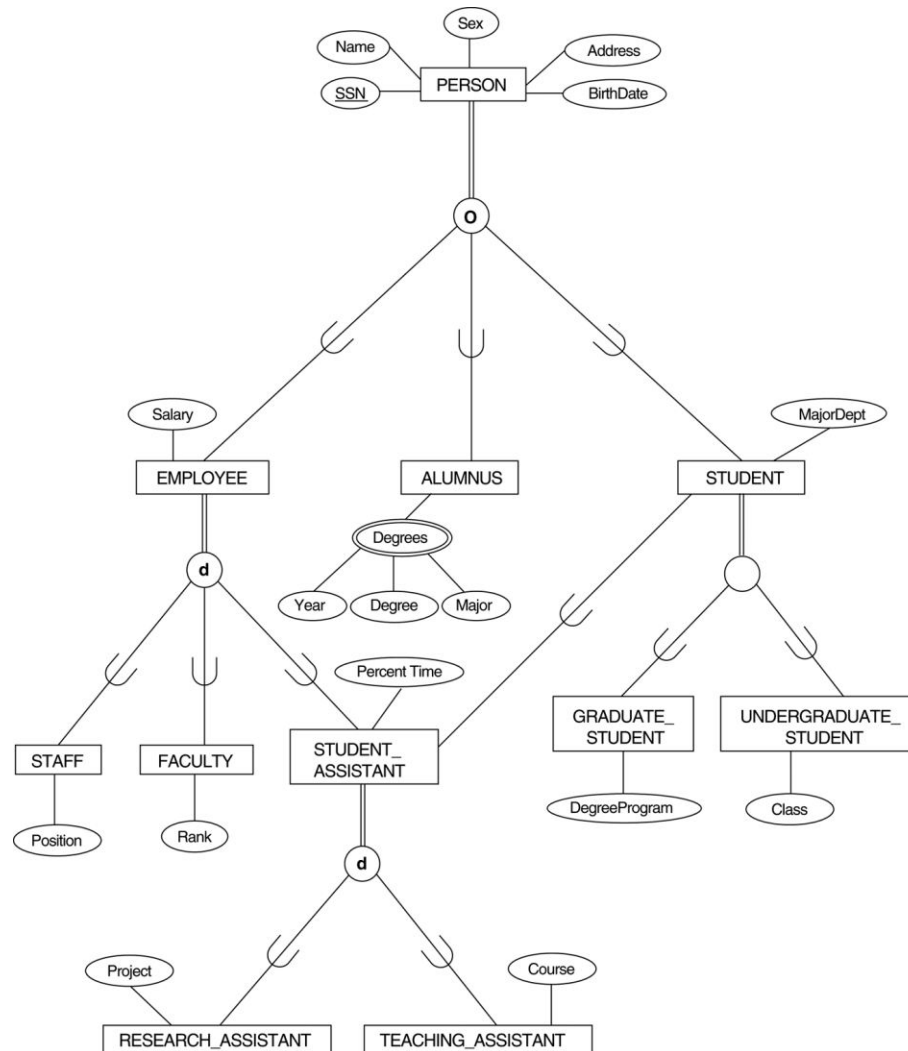 Sex
Name
Address
PERSON
SSN
BirthDate
O
Salary
MajorDept
EMPLOYEE
ALUMNUS
STUDENT
Degrees
d
Year
Degree
Major
Percent Time
GRADUATE_
STUDENT
UNDERGRADUATE_
STUDENT
STAFF
FACULTY
STUDENT_
ASSISTANT
DegreeProgram
Class
Position
Rank
d
Project
Course
RESEARCH_ASSISTANT
TEACHING_ASSISTANT